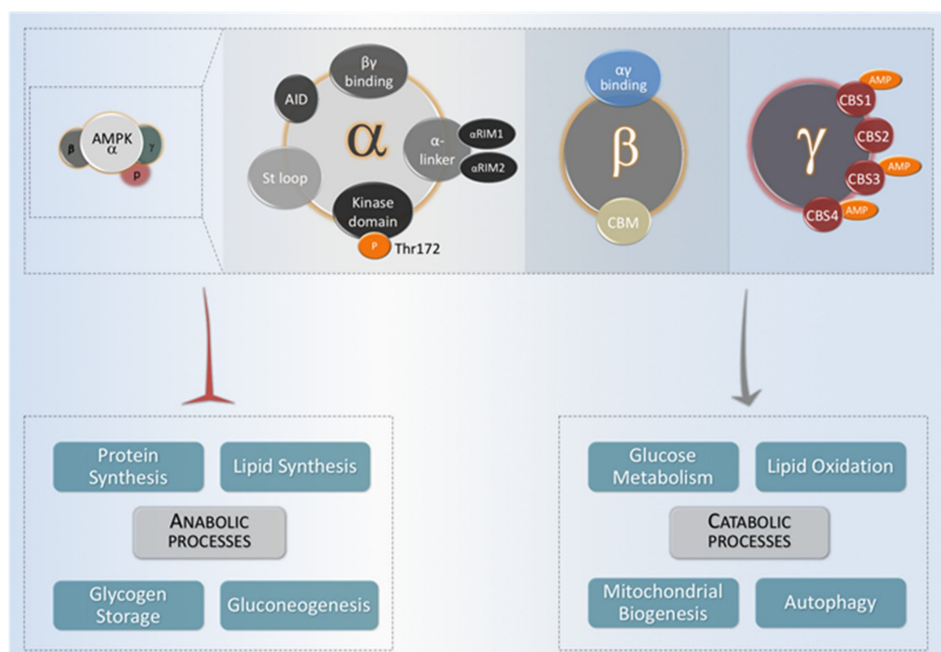 AMPK
α
β
γ
P
βγ
binding
AID
α
α-
linker
αRIM1
αRIM2
St loop
Kinase
domain
P
Thr172
αγ
binding
β
CBM
γ
AMP
CBS1
CBS2
CBS3
AMP
CBS4
AMP
Protein
Synthesis
Lipid Synthesis
ANABOLIC
PROCESSES
Glycogen
Storage
Gluconeogenesis
Glucose
Metabolism
Lipid Oxidation
CATABOLIC
PROCESSES
Mitochondrial
Biogenesis
Autophagy